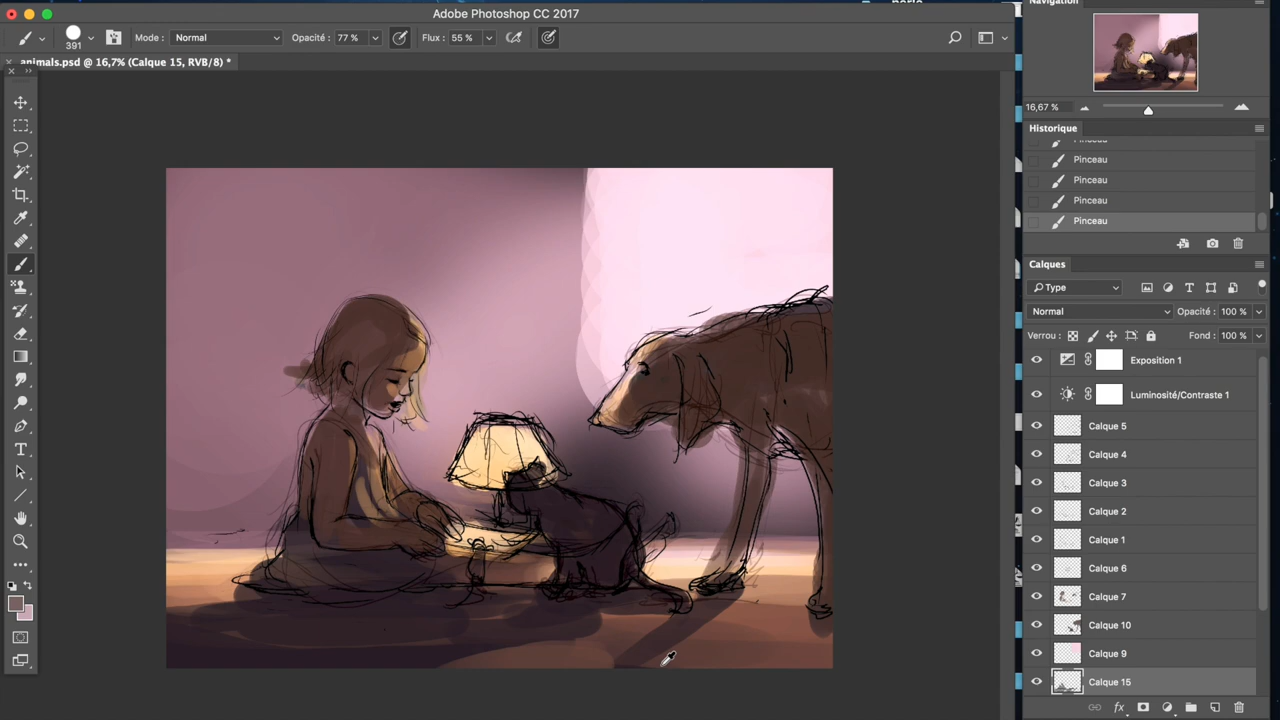 Adobe Photoshop CC 2017
Navigation
391
Mode : Normal
Opacité : 77 %
Flux : 55 %
animals.psd @ 16,7% (Calque 15, RVB/8) *
16,67 %
Historique
Pinceau
Pinceau
Pinceau
Pinceau
Pinceau
Calques
Type
Normal
Opacité : 100 %
Verrou :
Fond : 100 %
Exposition 1
Luminosité/Contraste 1
Calque 5
Calque 4
Calque 3
Calque 2
Calque 1
Calque 6
Calque 7
Calque 10
Calque 9
Calque 15
fx